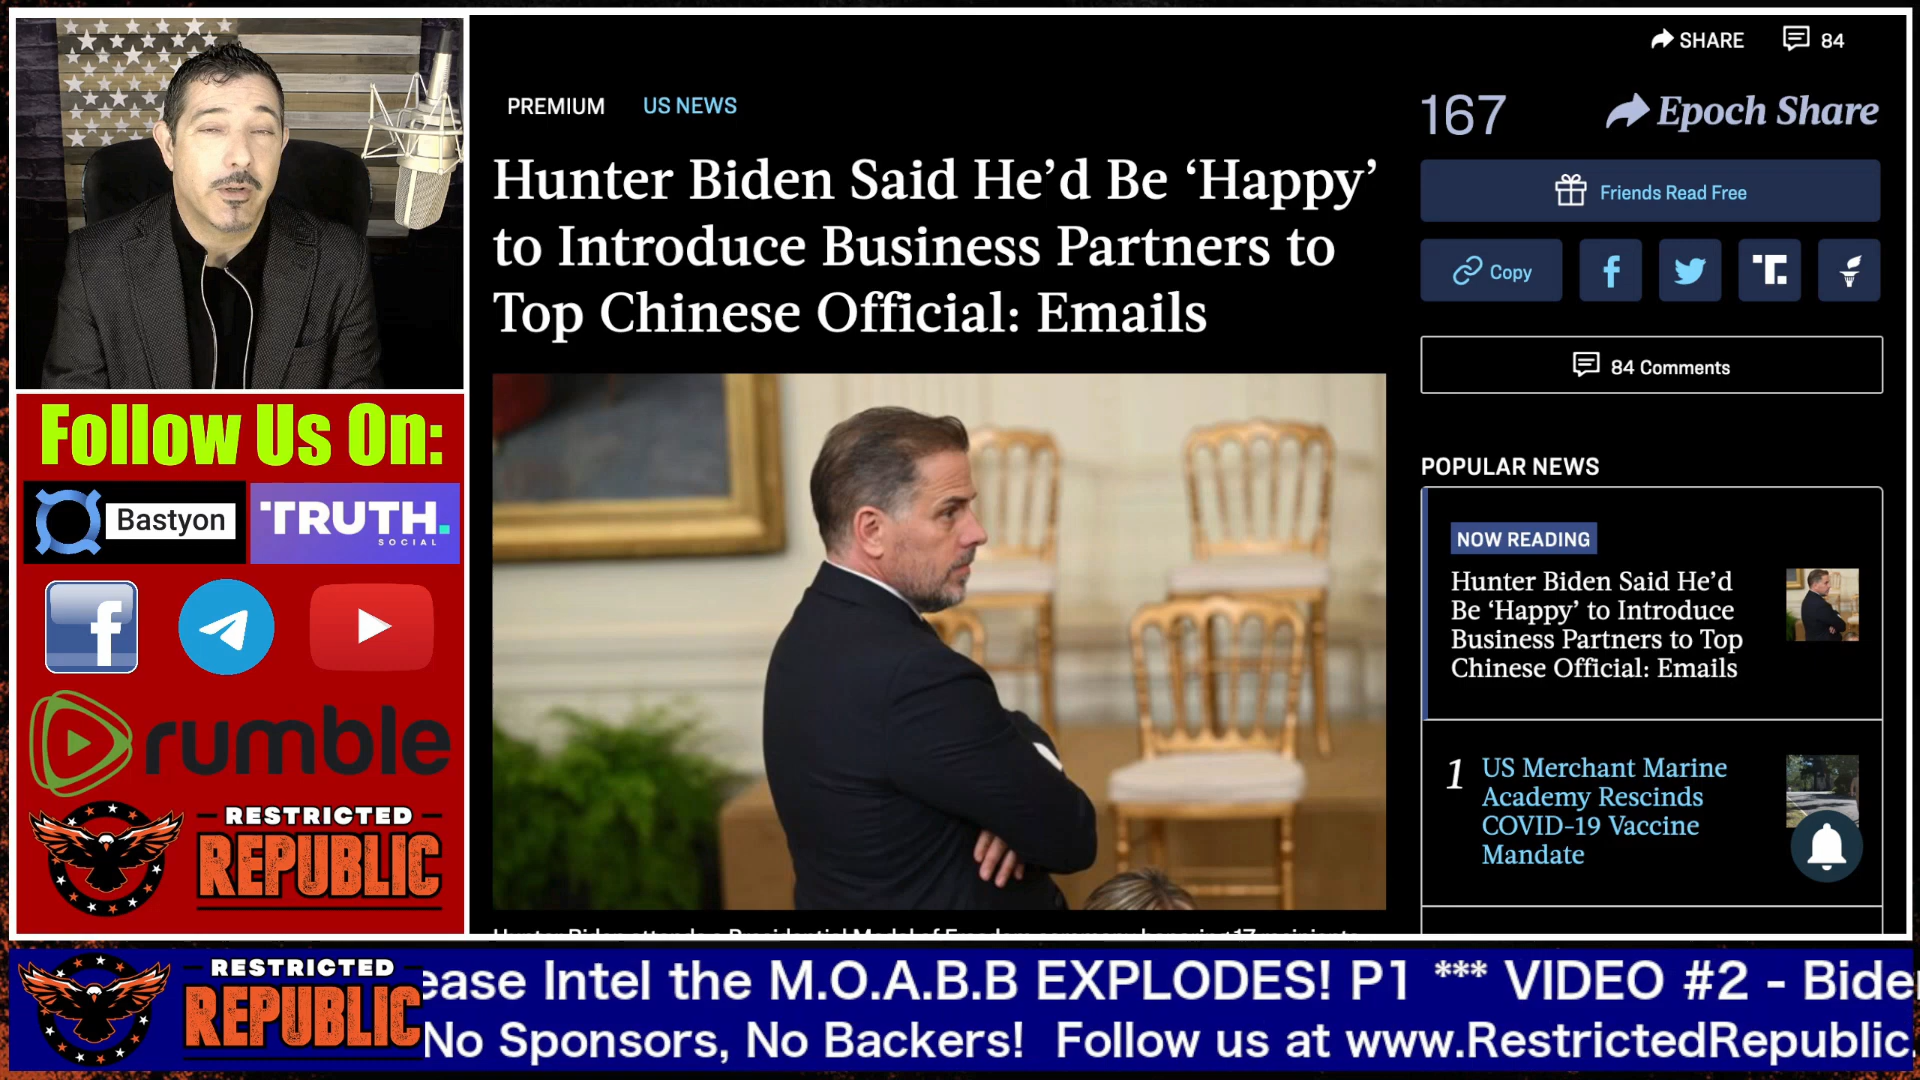 SHARE
84
PREMIUM
US NEWS
167
Epoch Share
Hunter Biden Said He’d Be ‘Happy’
to Introduce Business Partners to
Top Chinese Official: Emails
Friends Read Free
Copy
84 Comments
POPULAR NEWS
NOW READING
Hunter Biden Said He’d
Be ‘Happy’ to Introduce
Business Partners to Top
Chinese Official: Emails
1
US Merchant Marine
Academy Rescinds
COVID-19 Vaccine
Mandate
Follow Us On:
Bastyon
TRUTH.
SOCIAL
rumble
RESTRICTED
REPUBLIC
RESTRICTED
REPUBLIC
ease Intel the M.O.A.B.B EXPLODES! P1 *** VIDEO #2 - Bide
No Sponsors, No Backers! Follow us at www.RestrictedRepublic.